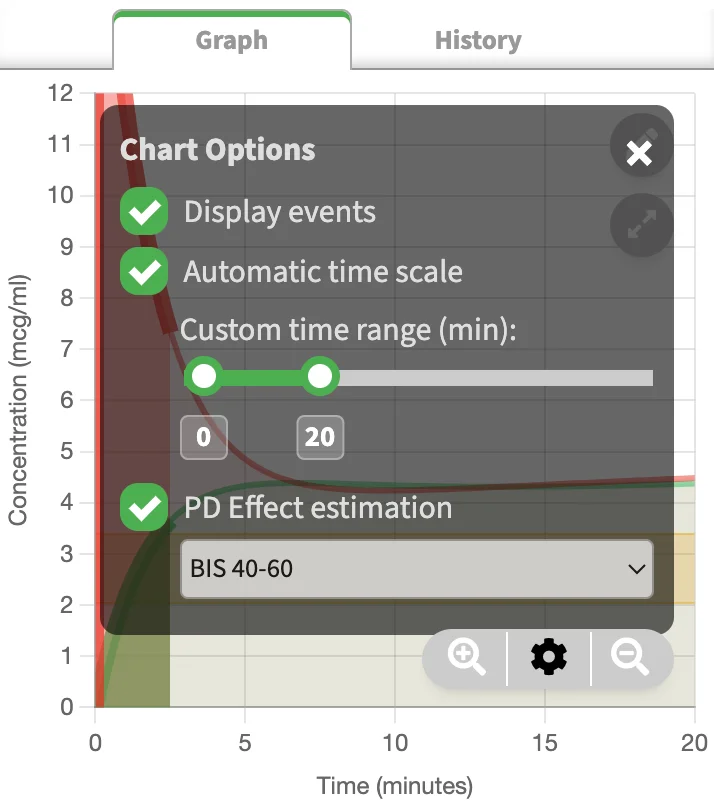 Graph History
12
11
10
9
8
7
6
5
4
3
2
1
0
Concentration (mcg/ml)
Chart Options
Display events
Automatic time scale
Custom time range (min):
0 20
PD Effect estimation
BIS 40-60
0 5 10 15 20
Time (minutes)